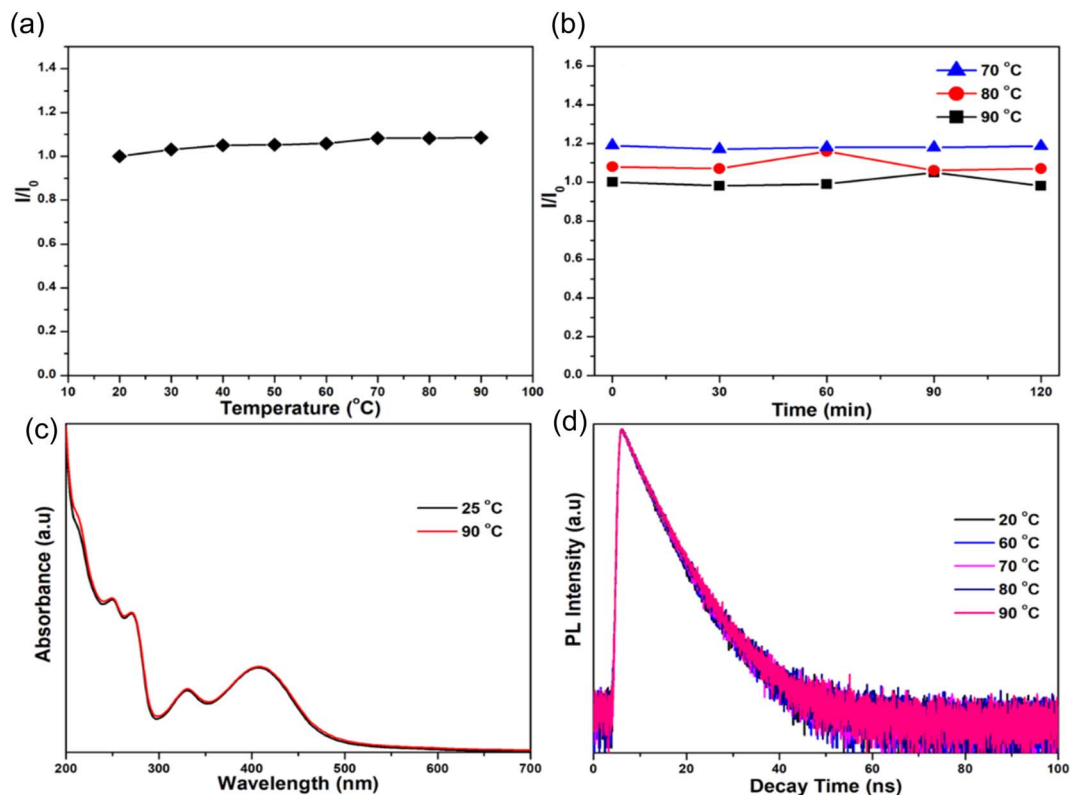 (a)
I/I0
1.4
1.2
1.0
0.8
0.6
0.4
0.2
0.0
10 20 30 40 50 60 70 80 90 100
Temperature (°C)
(b)
I/I0
1.6
1.4
1.2
1.0
0.8
0.6
0.4
0.2
0.0
70 °C
80 °C
90 °C
0 30 60 90 120
Time (min)
(c)
Absorbance (a.u)
25 °C
90 °C
200 300 400 500 600 700
Wavelength (nm)
(d)
PL Intensity (a.u)
20 °C
60 °C
70 °C
80 °C
90 °C
0 20 40 60 80 100
Decay Time (ns)